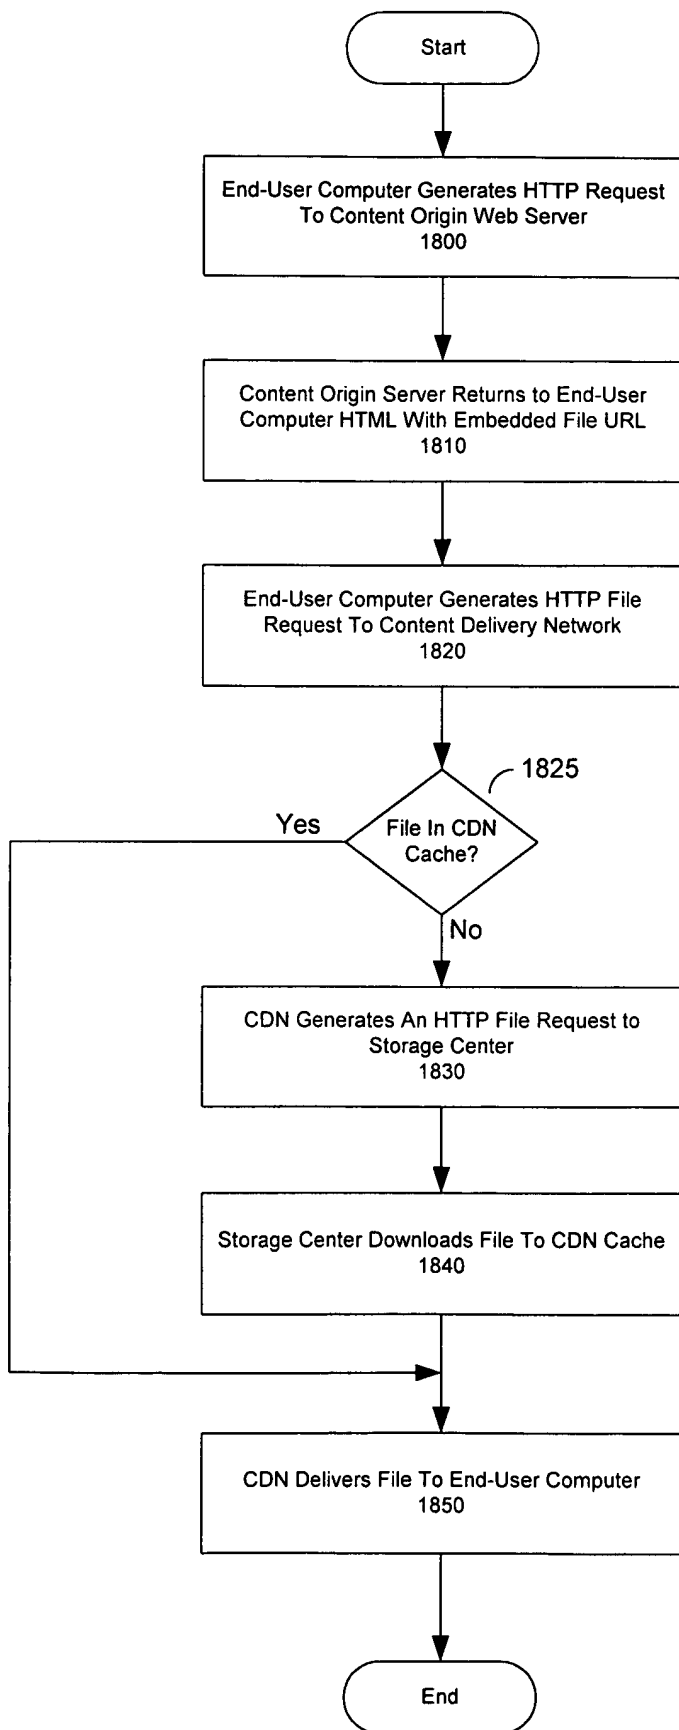 Start
End-User Computer Generates HTTP Request
To Content Origin Web Server
1800
Content Origin Server Returns to End-User
Computer HTML With Embedded File URL
1810
End-User Computer Generates HTTP File
Request To Content Delivery Network
1820
1825
Yes
File In CDN
Cache?
No
CDN Generates An HTTP File Request to
Storage Center
1830
Storage Center Downloads File To CDN Cache
1840
CDN Delivers File To End-User Computer
1850
End